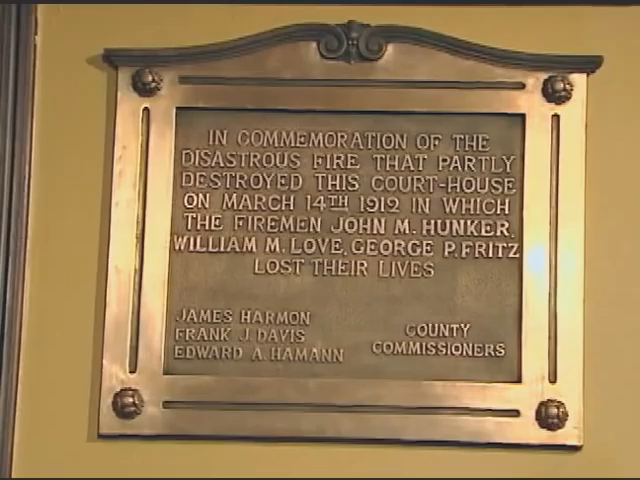 IN COMMEMORATION OF THE
DISASTROUS FIRE THAT PARTLY
DESTROYED THIS COURT-HOUSE
ON MARCH 14TH 1912 IN WHICH
THE FIREMEN JOHN M. HUNKER,
WILLIAM M. LOVE, GEORGE P. FRITZ
LOST THEIR LIVES
JAMES HARMON
FRANK J. DAVIS
EDWARD A. HAMANN
COUNTY
COMMISSIONERS